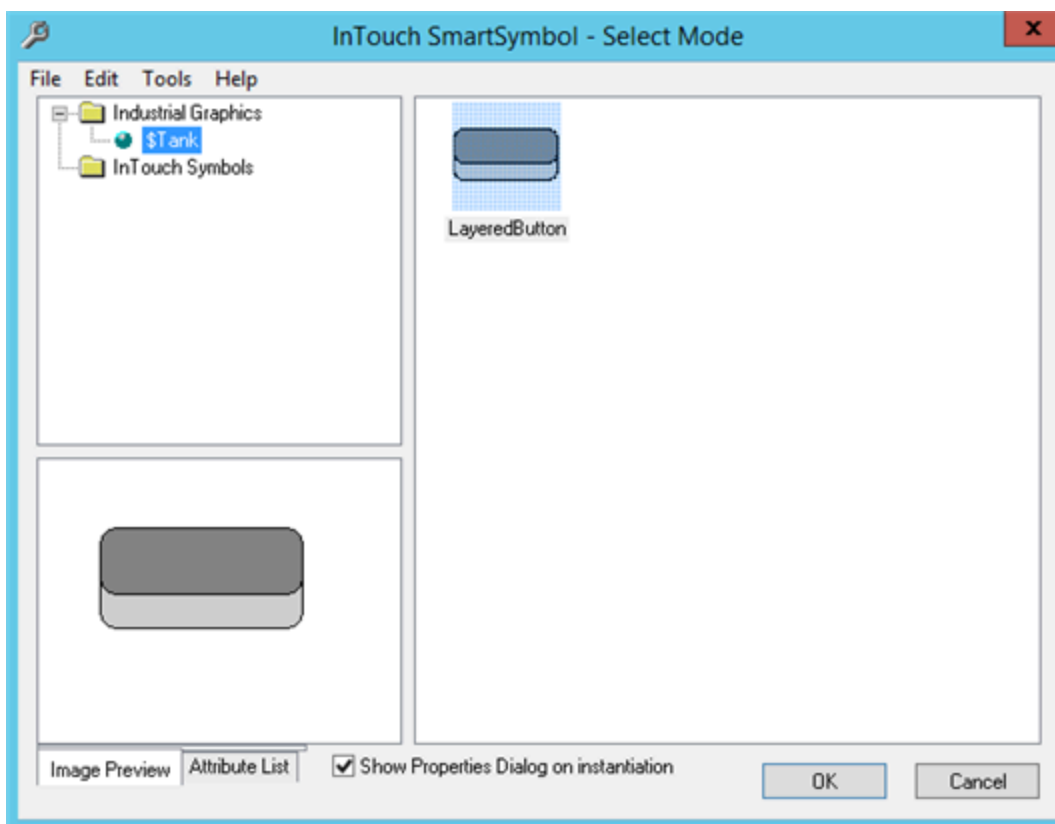 InTouch SmartSymbol - Select Mode
x
File Edit Tools Help
Industrial Graphics
$Tank
InTouch Symbols
LayeredButton
Image Preview
Attribute List
Show Properties Dialog on instantiation
OK
Cancel